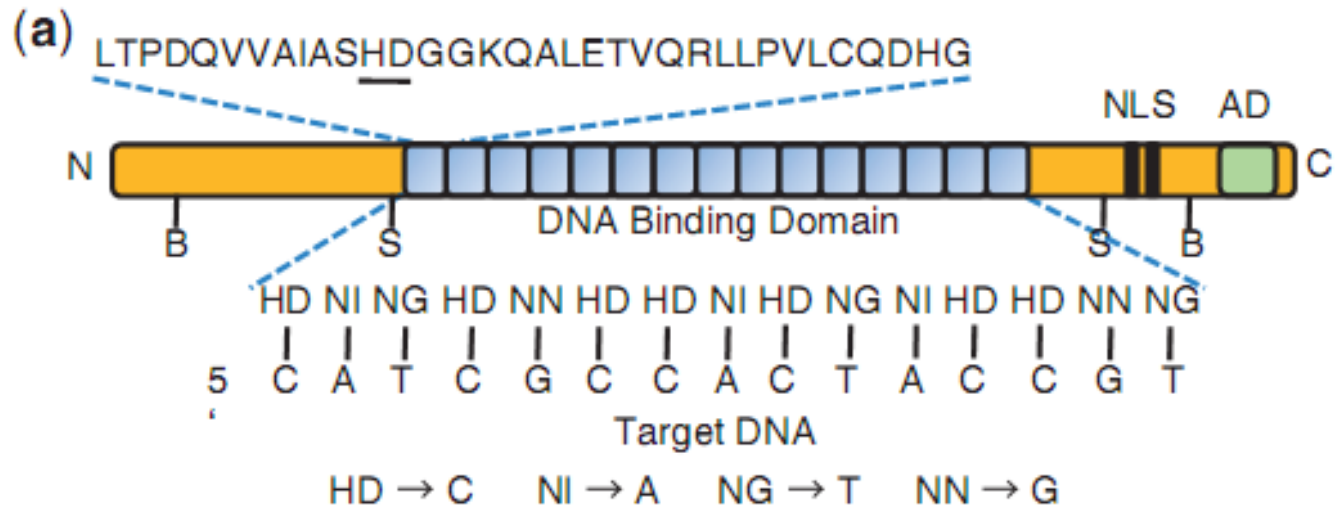 (a)
LTPDQVVAIASHDGGKQALETVQRLLPVLCQDHG
NLS AD
N C
DNA Binding Domain
B S S B
HD NI NG HD NN HD HD NI HD NG NI HD HD NN NG
5 ‘ C A T C G C C A C T A C C G T
Target DNA
HD → C NI → A NG → T NN → G